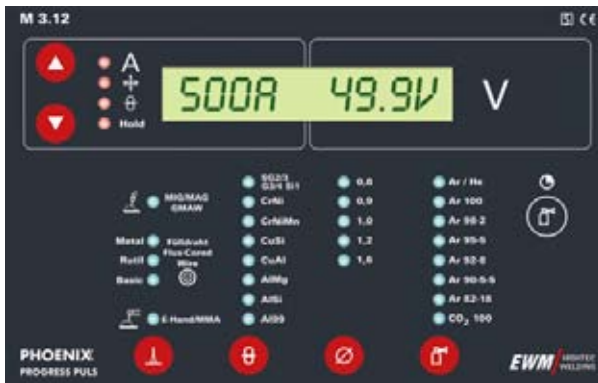 M 3.12
S CE
A
500A 49.9V V
Hold
MIG/MAG
GMAW
Metal
Rutil
Basic
Fülldraht
Flux-Cored
Wire
E-Hand/MMA
SG2/3
G3/4 Si1
CrNi
CrNiMn
CuSi
CuAl
AlMg
AlSi
Al99
0,8
0,9
1,0
1,2
1,6
Ar / He
Ar 100
Ar 98-2
Ar 95-5
Ar 92-8
Ar 90-5-5
Ar 82-18
CO₂ 100
PHOENIX
PROGRESS PULS
EWM HIGHTEC
WELDING